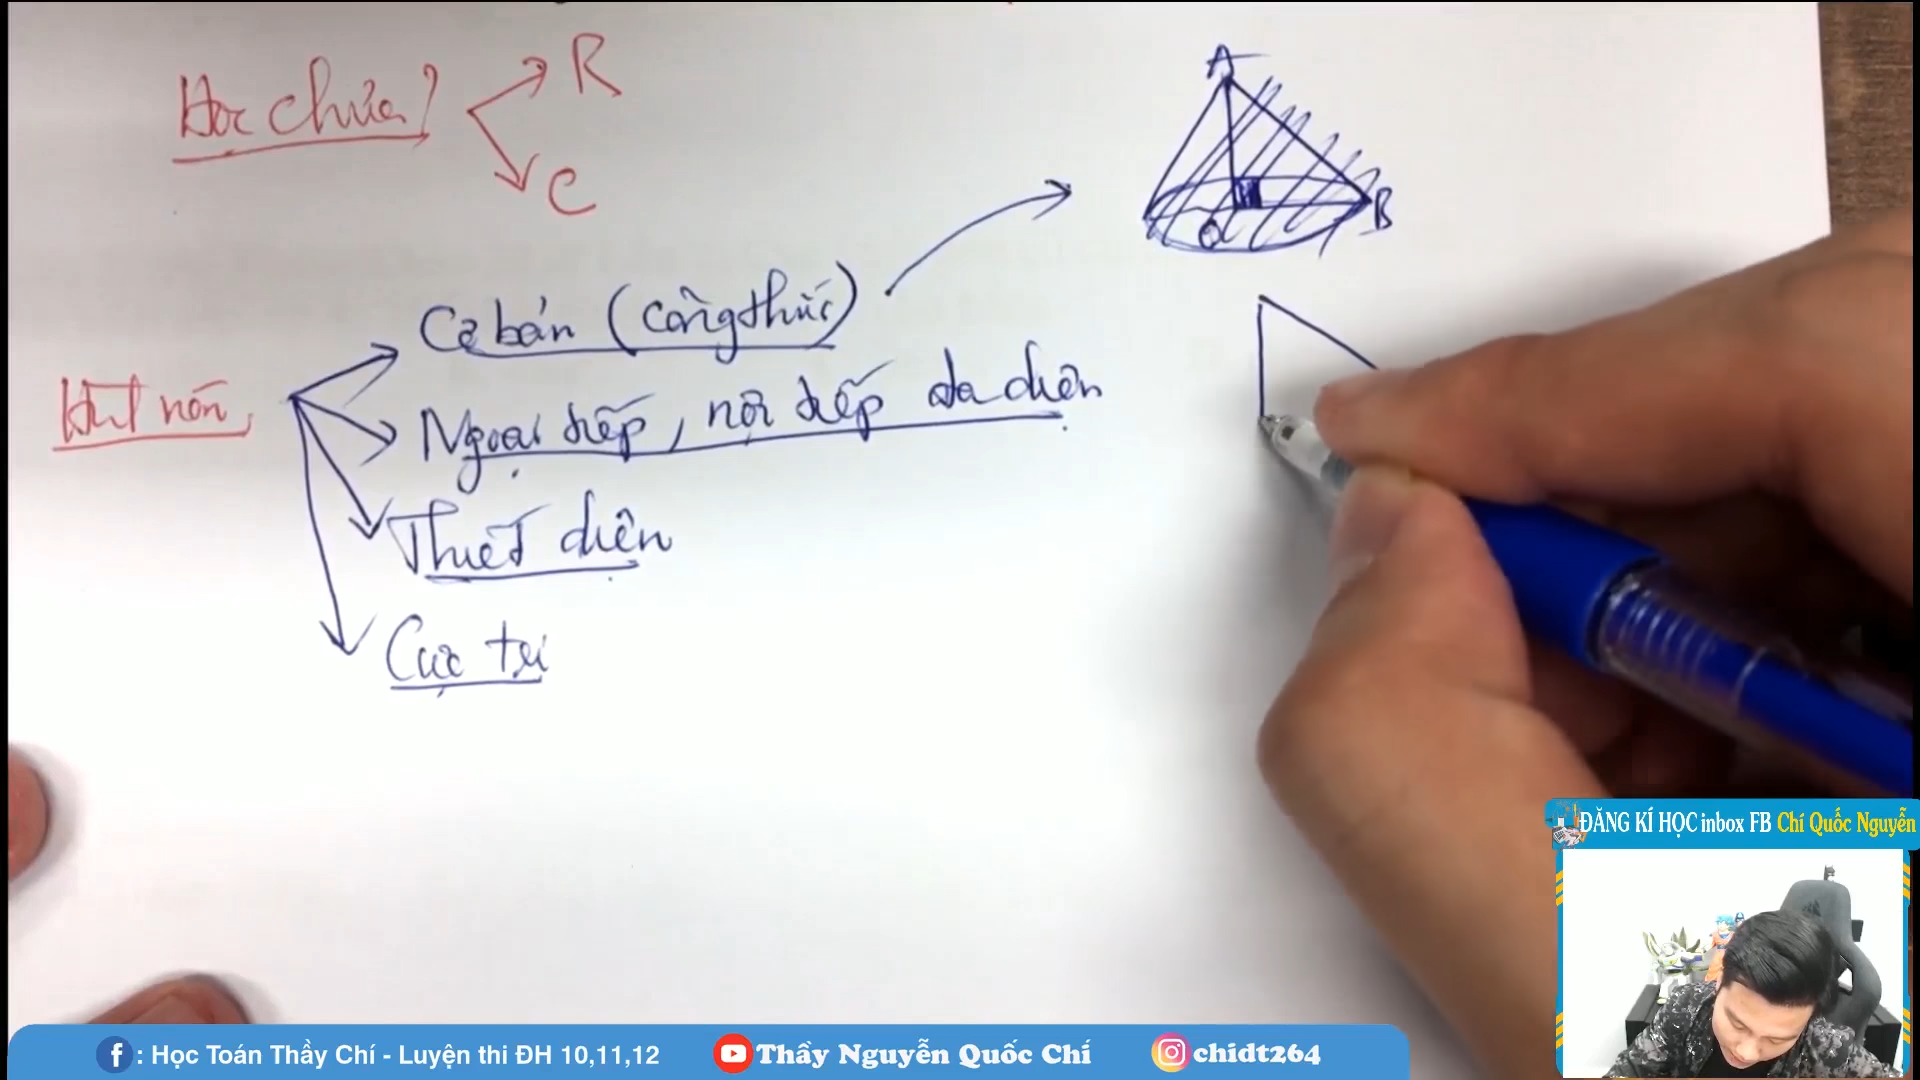 Học chưa?
R
C
A
B
O
Cơ bản (công thức)
Hình nón
Ngoại tiếp, nội tiếp đa diện
Thiết diện
Cực trị
ĐĂNG KÍ HỌC inbox FB Chí Quốc Nguyễn
f : Học Toán Thầy Chí - Luyện thi ĐH 10,11,12
Thầy Nguyễn Quốc Chí
chidt264